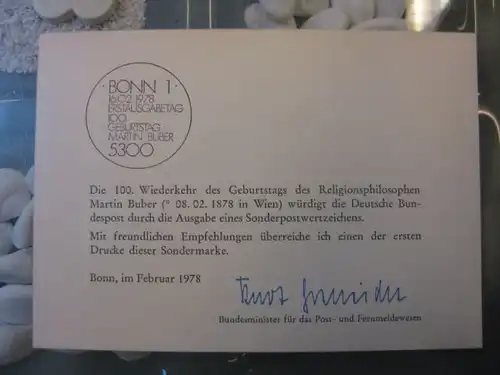 · BONN 1 ·
16.02.1978
ERSTAUSGABETAG
100.
GEBURTSTAG
MARTIN BUBER
5300
Die 100. Wiederkehr des Geburtstags des Religionsphilosophen
Martin Buber (* 08. 02. 1878 in Wien) würdigt die Deutsche Bun-
despost durch die Ausgabe eines Sonderpostwertzeichens.
Mit freundlichen Empfehlungen überreiche ich einen der ersten
Drucke dieser Sondermarke.
Bonn, im Februar 1978
Kurt
Bundesminister für das Post- und Fernmeldewesen